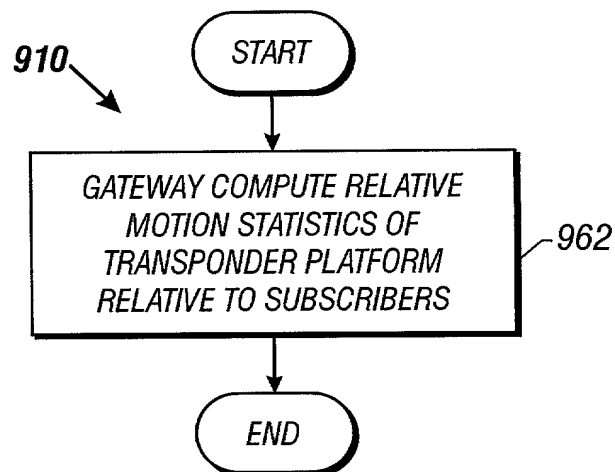 910
START
GATEWAY COMPUTE RELATIVE
MOTION STATISTICS OF
TRANSPONDER PLATFORM
RELATIVE TO SUBSCRIBERS
962
END